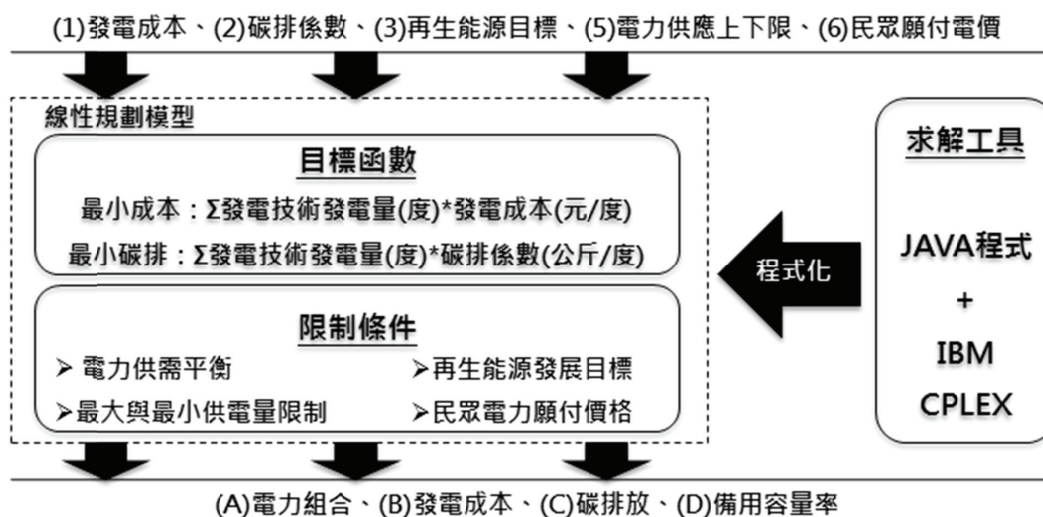 (1)發電成本、(2)碳排係數、(3)再生能源目標、(5)電力供應上下限、(6)民眾願付電價
線性規劃模型
目標函數
最小成本：Σ發電技術發電量(度)*發電成本(元/度)
最小碳排：Σ發電技術發電量(度)*碳排係數(公斤/度)
限制條件
➢ 電力供需平衡
➢再生能源發展目標
➢最大與最小供電量限制
➢民眾電力願付價格
程式化
求解工具
JAVA程式
+
IBM
CPLEX
(A)電力組合、(B)發電成本、(C)碳排放、(D)備用容量率